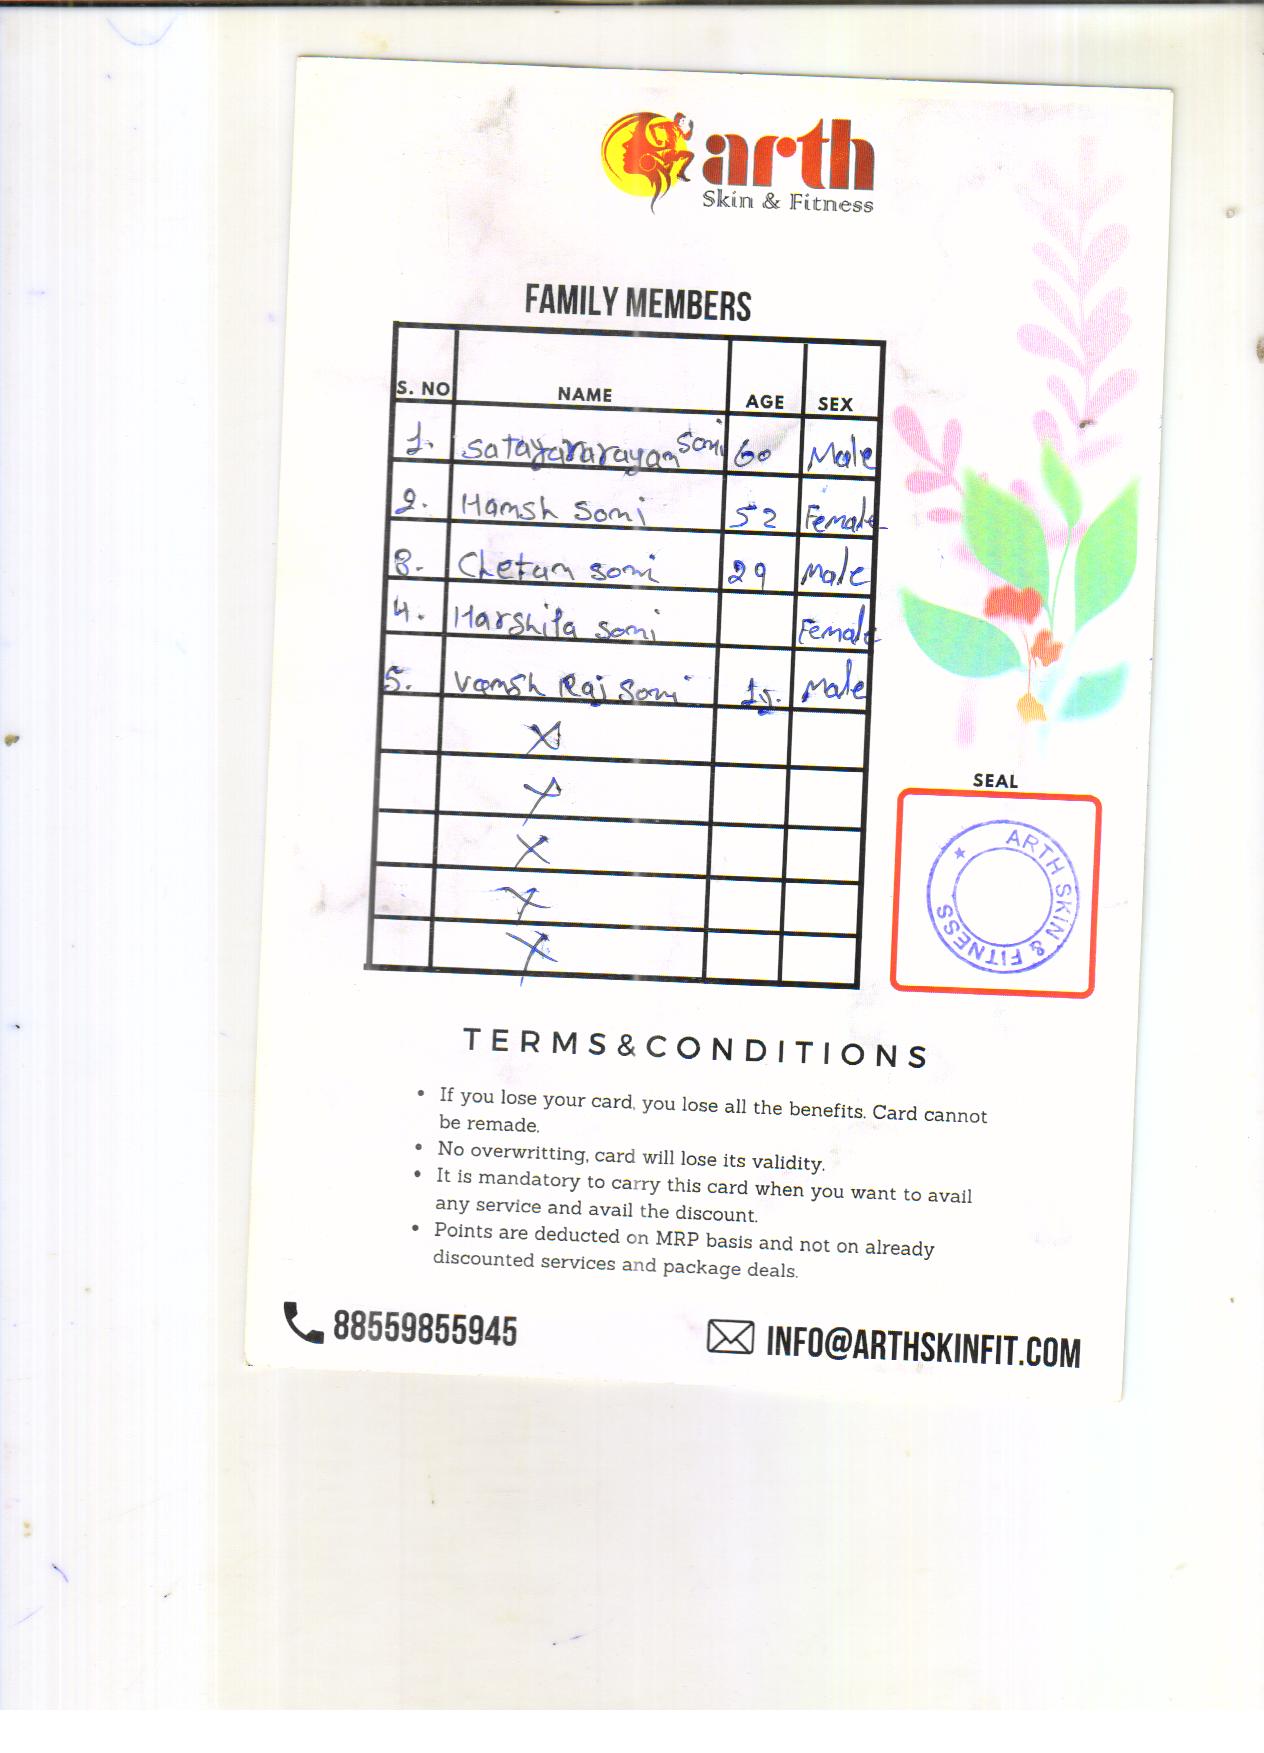 arth
Skin & Fitness
FAMILY MEMBERS
S. NO NAME AGE SEX
1. Satayanarayan Soni 60 Male
2. Hansh Soni 52 Female
3. Chetan Soni 29 Male
4. Harshita Soni Female
5. Vansh Raj Soni 1y. Male
X
X
X
X
X
SEAL
ARTH SKIN & FITNESS
TERMS&CONDITIONS
• If you lose your card, you lose all the benefits. Card cannot
be remade.
• No overwritting, card will lose its validity.
• It is mandatory to carry this card when you want to avail
any service and avail the discount.
• Points are deducted on MRP basis and not on already
discounted services and package deals.
88559855945
INFO@ARTHSKINFIT.COM